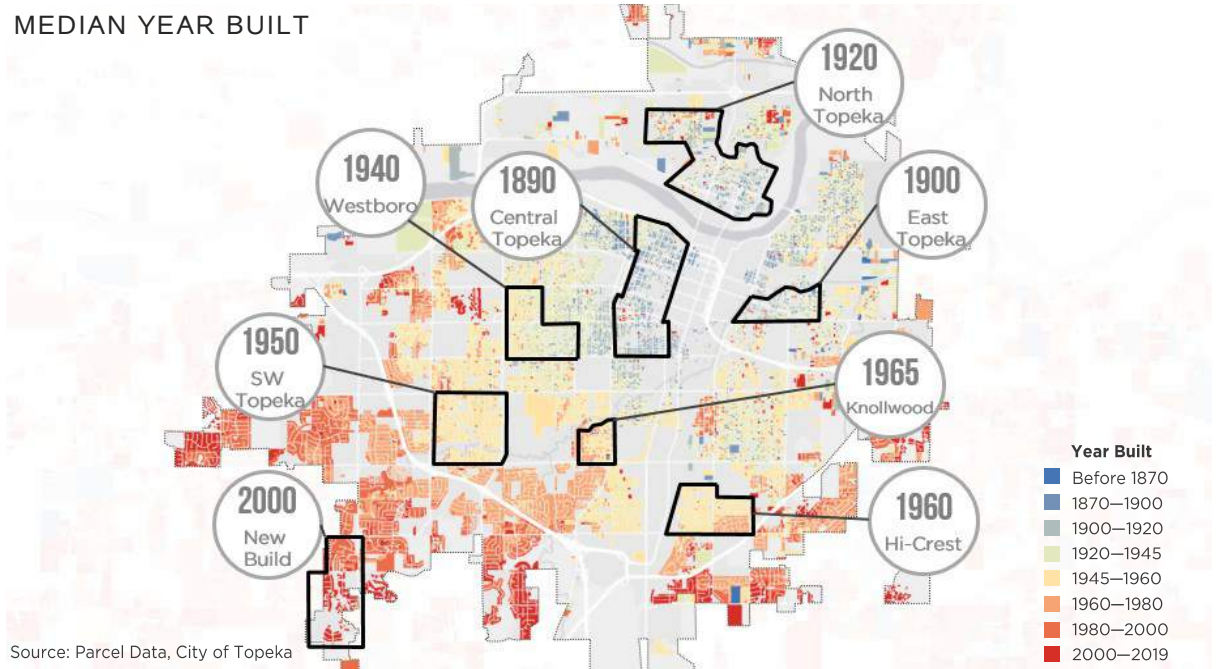 MEDIAN YEAR BUILT
1920
North
Topeka
1940
Westboro
1890
Central
Topeka
1900
East
Topeka
1950
SW
Topeka
1965
Knollwood
2000
New
Build
1960
Hi-Crest
Year Built
Before 1870
1870—1900
1900—1920
1920—1945
1945—1960
1960—1980
1980—2000
2000—2019
Source: Parcel Data, City of Topeka